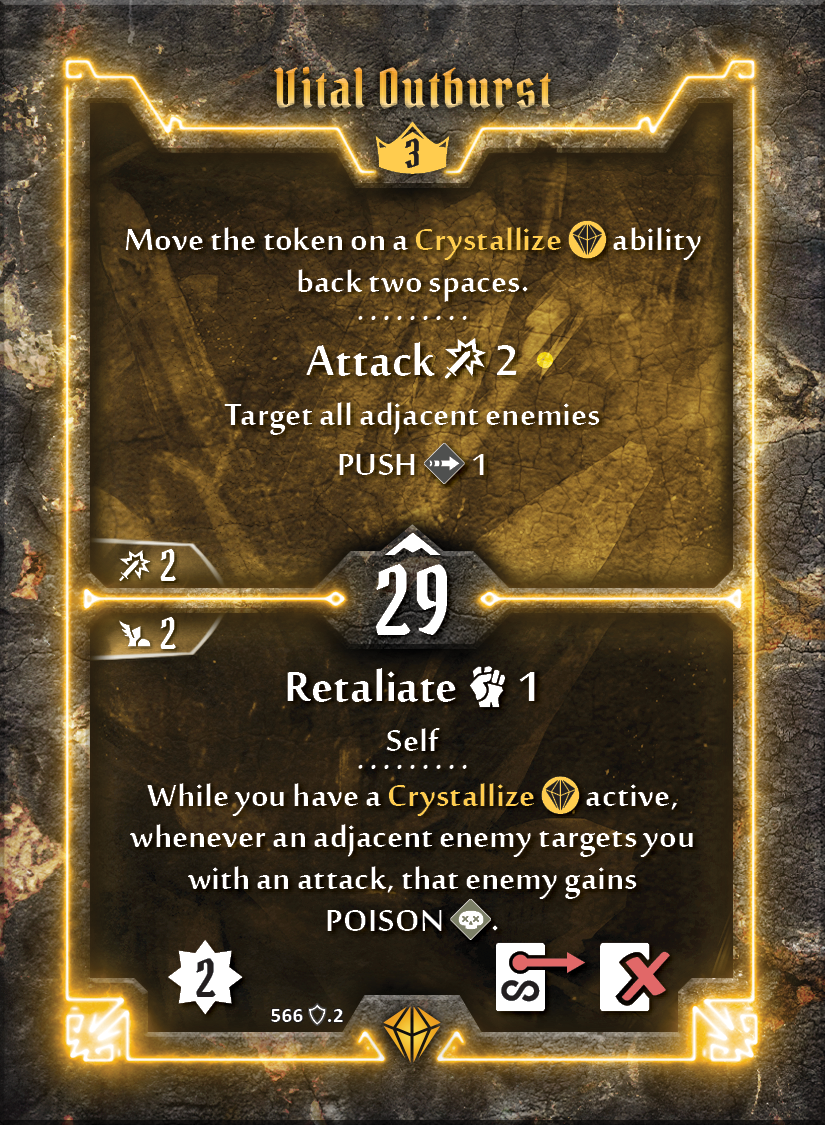 Vital Outburst
3
Move the token on a Crystallize ability
back two spaces.
Attack 2
Target all adjacent enemies
PUSH 1
2
29
2
Retaliate 1
Self
While you have a Crystallize active,
whenever an adjacent enemy targets you
with an attack, that enemy gains
POISON .
2
566 .2